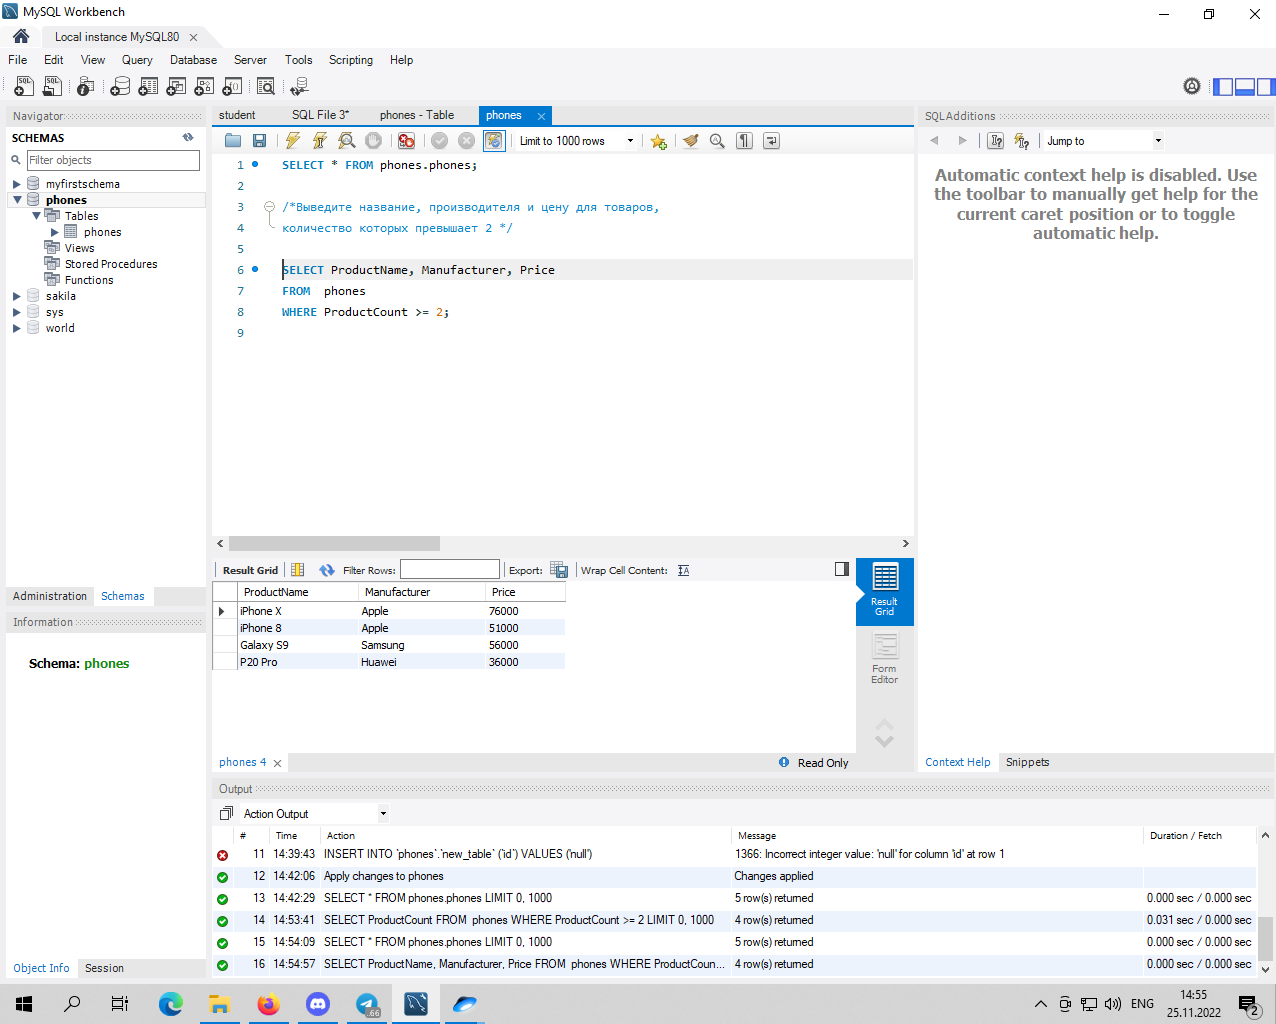 MySQL Workbench
Local instance MySQL80
File Edit View Query Database Server Tools Scripting Help
Navigator
SCHEMAS
Filter objects
myfirstschema
phones
Tables
phones
Views
Stored Procedures
Functions
sakila
sys
world
Administration Schemas
Information
Schema: phones
Object Info Session
student SQL File 3* phones - Table phones
Limit to 1000 rows
1 SELECT * FROM phones.phones;
2
3 /*Выведите название, производителя и цену для товаров,
4 количество которых превышает 2 */
5
6 SELECT ProductName, Manufacturer, Price
7 FROM phones
8 WHERE ProductCount >= 2;
9
Result Grid Filter Rows: Export: Wrap Cell Content:
ProductName Manufacturer Price
iPhone X Apple 76000
iPhone 8 Apple 51000
Galaxy S9 Samsung 56000
P20 Pro Huawei 36000
Result Grid
Form Editor
phones 4 Read Only
SQLAdditions
Jump to
Automatic context help is disabled. Use
the toolbar to manually get help for the
current caret position or to toggle
automatic help.
Context Help Snippets
Output
Action Output
# Time Action Message Duration / Fetch
11 14:39:43 INSERT INTO `phones`.`new_table` (`id`) VALUES ('null') 1366: Incorrect integer value: 'null' for column 'id' at row 1
12 14:42:06 Apply changes to phones Changes applied
13 14:42:29 SELECT * FROM phones.phones LIMIT 0, 1000 5 row(s) returned 0.000 sec / 0.000 sec
14 14:53:41 SELECT ProductCount FROM phones WHERE ProductCount >= 2 LIMIT 0, 1000 4 row(s) returned 0.031 sec / 0.000 sec
15 14:54:09 SELECT * FROM phones.phones LIMIT 0, 1000 5 row(s) returned 0.000 sec / 0.000 sec
16 14:54:57 SELECT ProductName, Manufacturer, Price FROM phones WHERE ProductCoun... 4 row(s) returned 0.000 sec / 0.000 sec
.66
ENG
14:55
25.11.2022
2